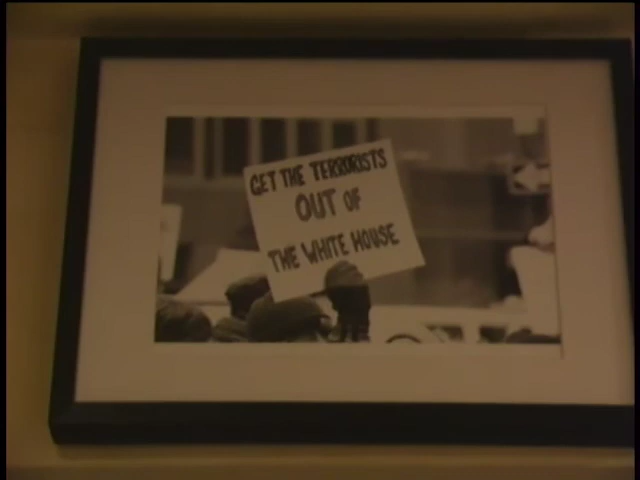 GET THE TERRORISTS
OUT OF
THE WHITE HOUSE